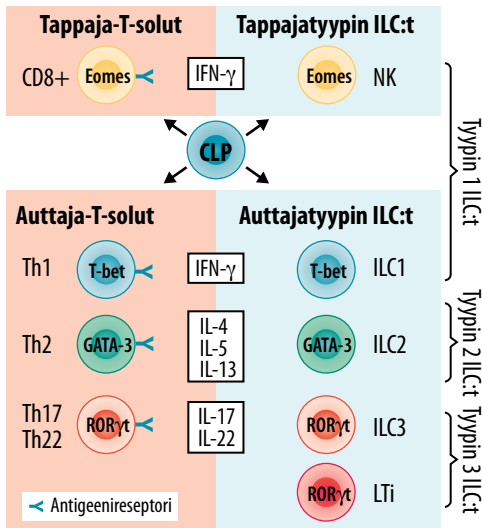 Tappaja-T-solut
Tappajatyypin ILC:t
CD8+
Eomes
IFN-γ
Eomes
NK
CLP
Auttaja-T-solut
Auttajatyypin ILC:t
Th1
T-bet
IFN-γ
T-bet
ILC1
Th2
GATA-3
IL-4
IL-5
IL-13
GATA-3
ILC2
Th17
Th22
RORγt
IL-17
IL-22
RORγt
ILC3
RORγt
LTi
Antigeenireseptori
Tyypin 1 ILC:t
Tyypin 2 ILC:t
Tyypin 3 ILC:t